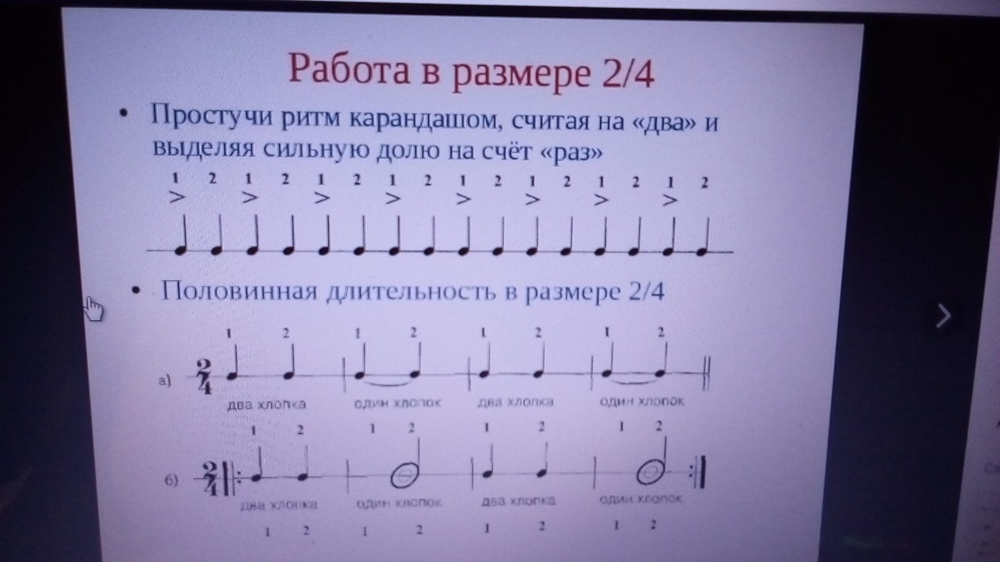 Работа в размере 2/4
• Простучи ритм карандашом, считая на «два» и
выделяя сильную долю на счёт «раз»
1 2 1 2 1 2 1 2 1 2 1 2 1 2 1 2
> > > > > > > >
• Половинная длительность в размере 2/4
1 2 1 2 1 2 1 2
а) 2/4
два хлопка один хлопок два хлопка один хлопок
1 2 1 2 1 2 1 2
б) 2/4
два хлопка один хлопок два хлопка один хлопок
1 2 1 2 1 2 1 2